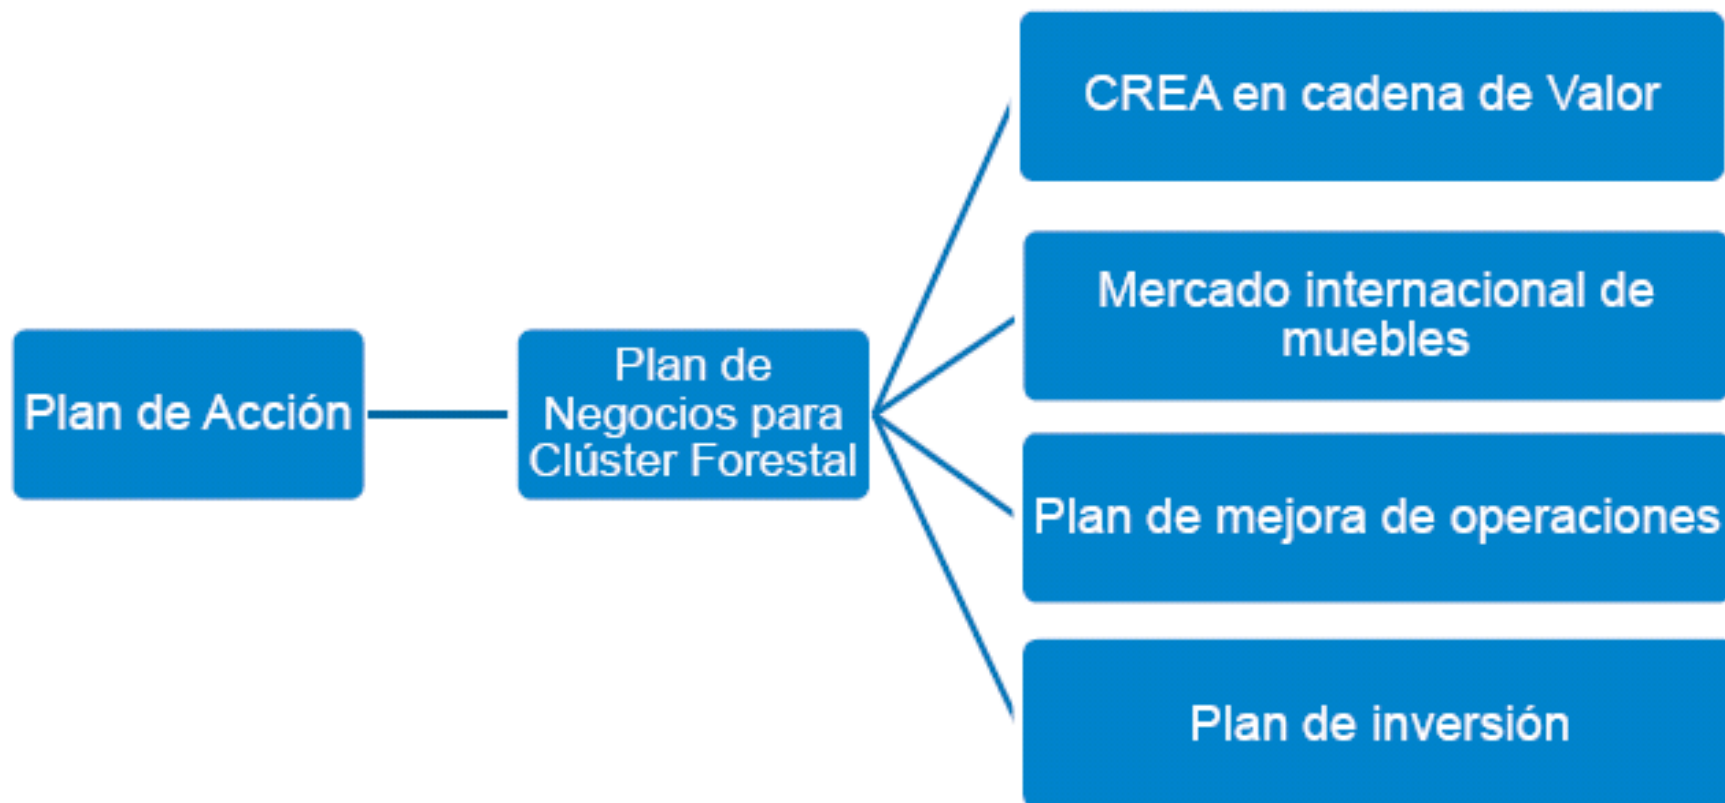 Plan de Acción
Plan de
Negocios para
Clúster Forestal
CREA en cadena de Valor
Mercado internacional de
muebles
Plan de mejora de operaciones
Plan de inversión